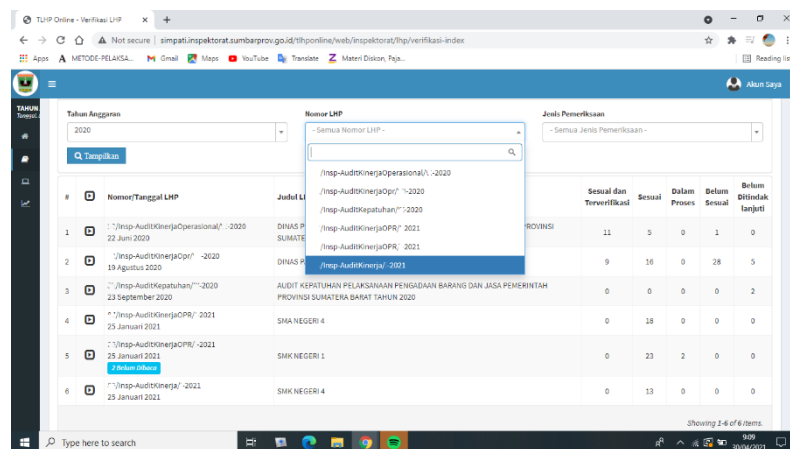 TLHP Online - Verifikasi LHP
Not secure | simpati.inspektorat.sumbarprov.go.id/tlhponline/web/inspektorat/lhp/verifikasi-index
Apps METODE-PELAKSA... Gmail Maps YouTube Translate Materi Diskon, Paja... Reading list
Akun Saya
TAHUN
Tahun Anggaran Nomor LHP Jenis Pemeriksaan
2020 - Semua Nomor LHP - - Semua Jenis Pemeriksaan -
Tampilkan
/Insp-AuditKinerjaOperasional/ -2020
/Insp-AuditKinerjaOpr/ -2020
/Insp-AuditKepatuhan/ -2020
/Insp-AuditKinerjaOPR/ 2021
/Insp-AuditKinerjaOPR/ 2021
/Insp-AuditKinerja/ -2021
# Nomor/Tanggal LHP Judul Sesuai dan Terverifikasi Sesuai Dalam Proses Belum Sesuai Belum Ditindak lanjuti
1 /Insp-AuditKinerjaOperasional/ -2020 DINAS PROVINSI 11 5 0 1 0
22 Juni 2020 SUMATE
2 /Insp-AuditKinerjaOpr/ -2020 DINAS 9 16 0 28 5
19 Agustus 2020
3 /Insp-AuditKepatuhan/ -2020 AUDIT KEPATUHAN PELAKSANAAN PENGADAAN BARANG DAN JASA PEMERINTAH 0 0 0 0 2
23 September 2020 PROVINSI SUMATERA BARAT TAHUN 2020
4 /Insp-AuditKinerjaOPR/ 2021 SMA NEGERI 4 0 18 0 0 0
25 Januari 2021
5 /Insp-AuditKinerjaOPR/ -2021 SMK NEGERI 1 0 23 2 0 0
25 Januari 2021
2 Belum Dibaca
6 /Insp-AuditKinerja/ -2021 SMK NEGERI 4 0 13 0 0 0
25 Januari 2021
Showing 1-6 of 6 items.
Type here to search 9:09
30/04/2021